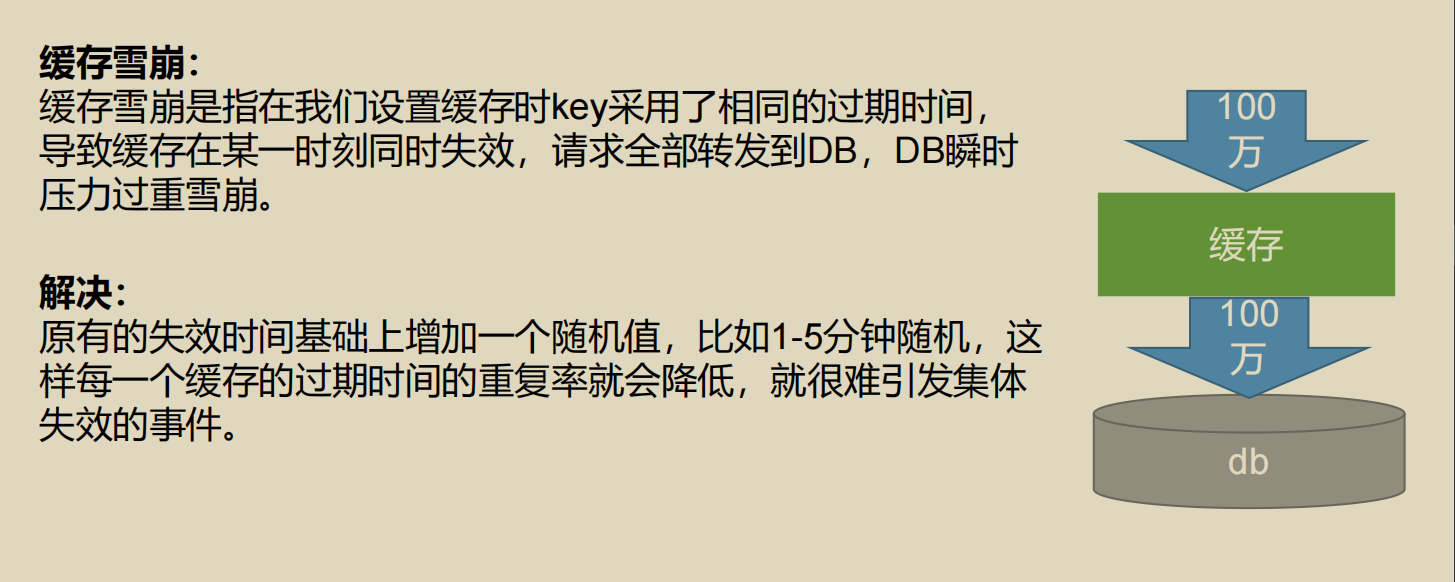 缓存雪崩：
缓存雪崩是指在我们设置缓存时key采用了相同的过期时间，
导致缓存在某一时刻同时失效，请求全部转发到DB，DB瞬时
压力过重雪崩。
解决：
原有的失效时间基础上增加一个随机值，比如1-5分钟随机，这
样每一个缓存的过期时间的重复率就会降低，就很难引发集体
失效的事件。
100
万
缓存
100
万
db